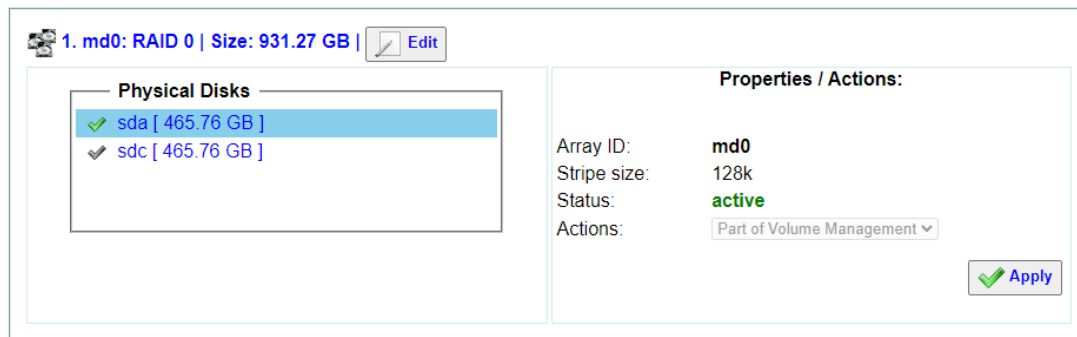 1. md0: RAID 0 | Size: 931.27 GB | Edit
Physical Disks
sda [ 465.76 GB ]
sdc [ 465.76 GB ]
Properties / Actions:
Array ID: md0
Stripe size: 128k
Status: active
Actions: Part of Volume Management
Apply